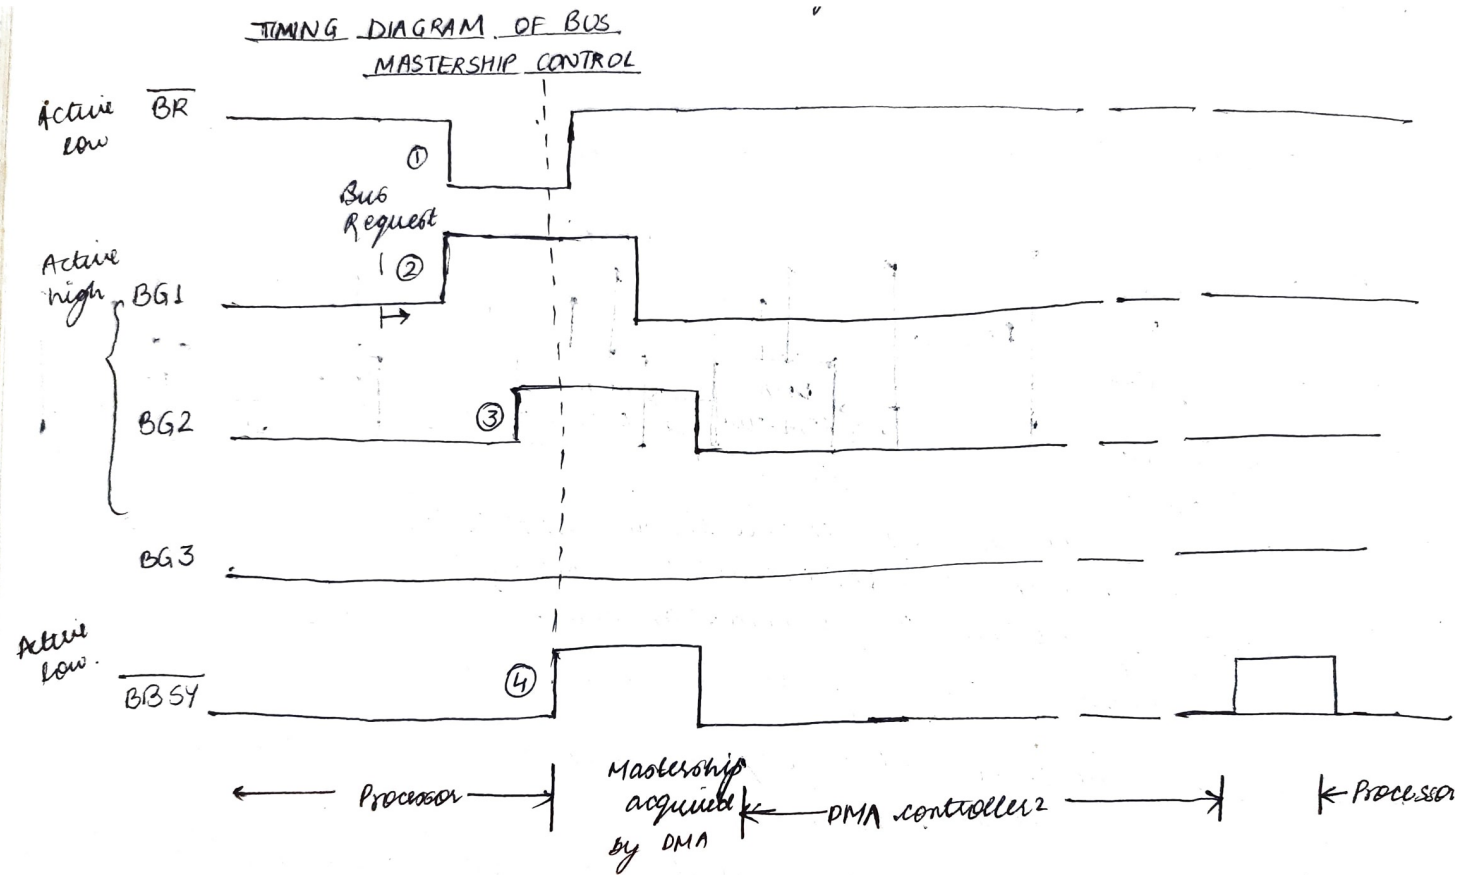 TIMING DIAGRAM OF BUS
MASTERSHIP CONTROL
Active
low
BR
①
Bus
Request
Active
high
②
BG1
③
BG2
BG3
Active
low.
④
BBSY
Processor
Mastership
acquired
by DMA
DMA controller 2
Processor